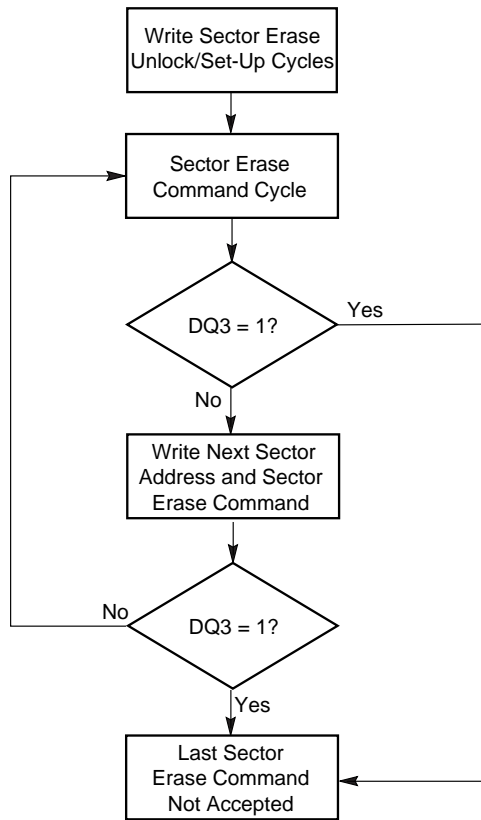 Write Sector Erase
Unlock/Set-Up Cycles
Sector Erase
Command Cycle
DQ3 = 1?
Yes
No
Write Next Sector
Address and Sector
Erase Command
No
DQ3 = 1?
Yes
Last Sector
Erase Command
Not Accepted